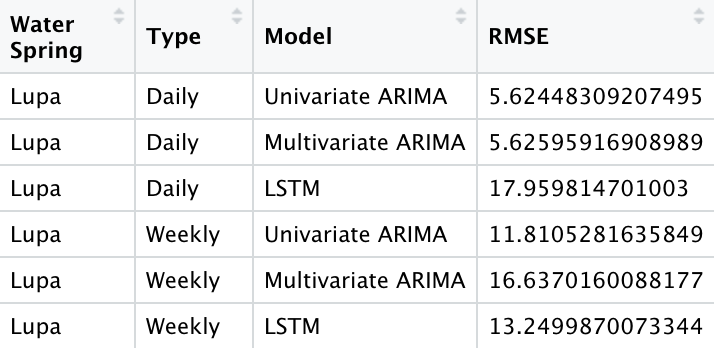 Water Spring Type Model RMSE
Lupa Daily Univariate ARIMA 5.62448309207495
Lupa Daily Multivariate ARIMA 5.62595916908989
Lupa Daily LSTM 17.959814701003
Lupa Weekly Univariate ARIMA 11.8105281635849
Lupa Weekly Multivariate ARIMA 16.6370160088177
Lupa Weekly LSTM 13.2499870073344